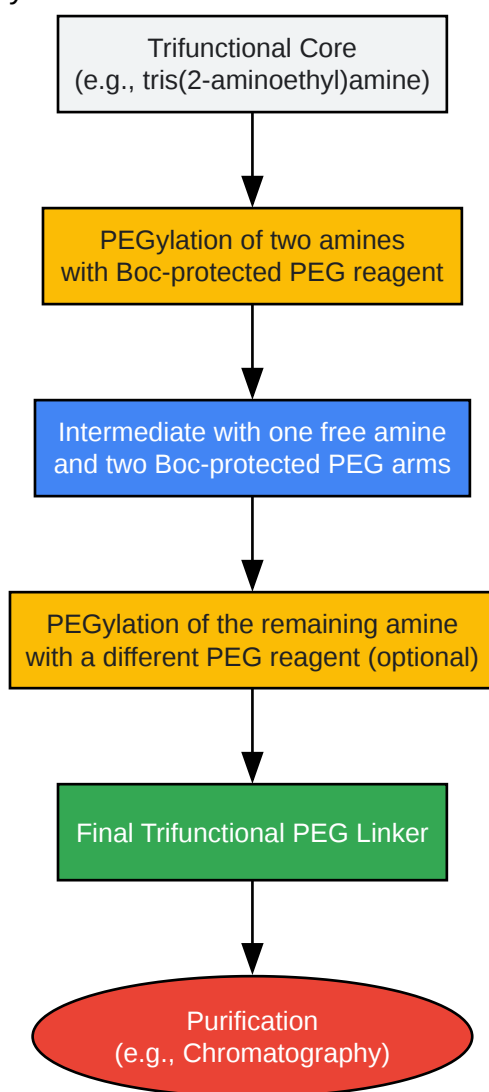 Trifunctional Core
(e.g., tris(2-aminoethyl)amine)
PEGylation of two amines
with Boc-protected PEG reagent
Intermediate with one free amine
and two Boc-protected PEG arms
PEGylation of the remaining amine
with a different PEG reagent (optional)
Final Trifunctional PEG Linker
Purification
(e.g., Chromatography)